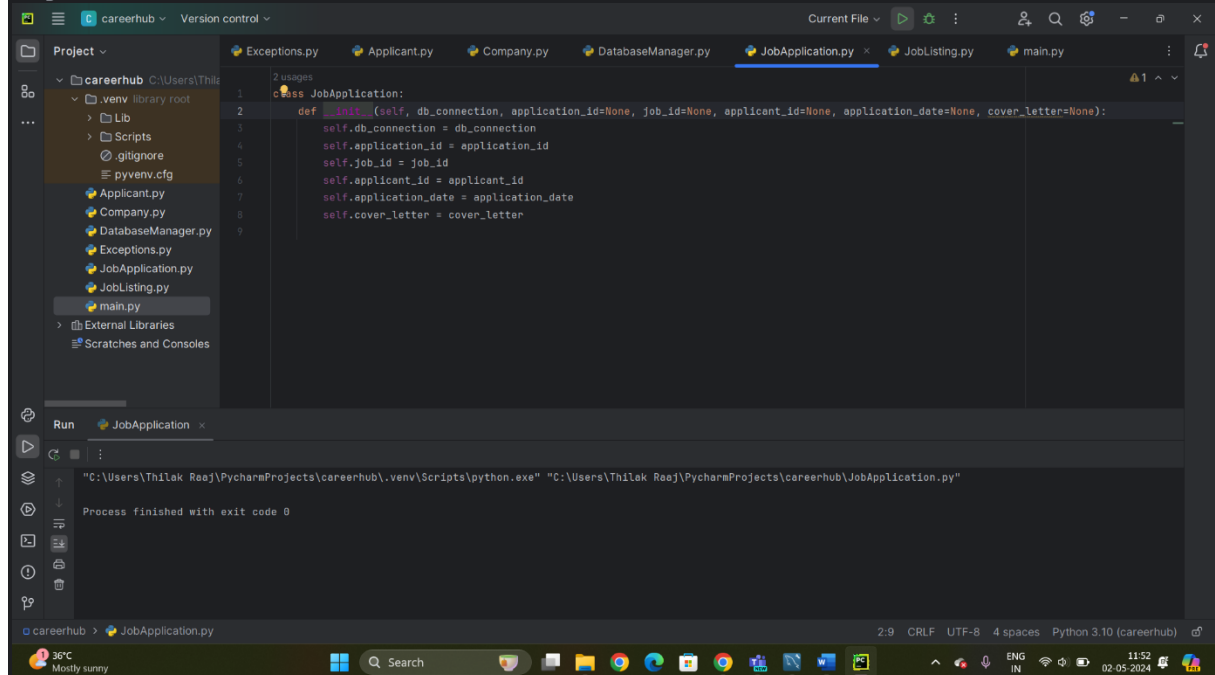 careerhub Version control Current File
Project
Exceptions.py Applicant.py Company.py DatabaseManager.py JobApplication.py JobListing.py main.py
careerhub C:\Users\Thila
.venv library root
Lib
Scripts
.gitignore
pyvenv.cfg
Applicant.py
Company.py
DatabaseManager.py
Exceptions.py
JobApplication.py
JobListing.py
main.py
External Libraries
Scratches and Consoles
2 usages
1
1 class JobApplication:
2 def __init__(self, db_connection, application_id=None, job_id=None, applicant_id=None, application_date=None, cover_letter=None):
3 self.db_connection = db_connection
4 self.application_id = application_id
5 self.job_id = job_id
6 self.applicant_id = applicant_id
7 self.application_date = application_date
8 self.cover_letter = cover_letter
9
Run JobApplication
"C:\Users\Thilak Raaj\PycharmProjects\careerhub\.venv\Scripts\python.exe" "C:\Users\Thilak Raaj\PycharmProjects\careerhub\JobApplication.py"
Process finished with exit code 0
careerhub > JobApplication.py 2:9 CRLF UTF-8 4 spaces Python 3.10 (careerhub)
1 36°C
Mostly sunny
Search
ENG
IN
11:52
02-05-2024